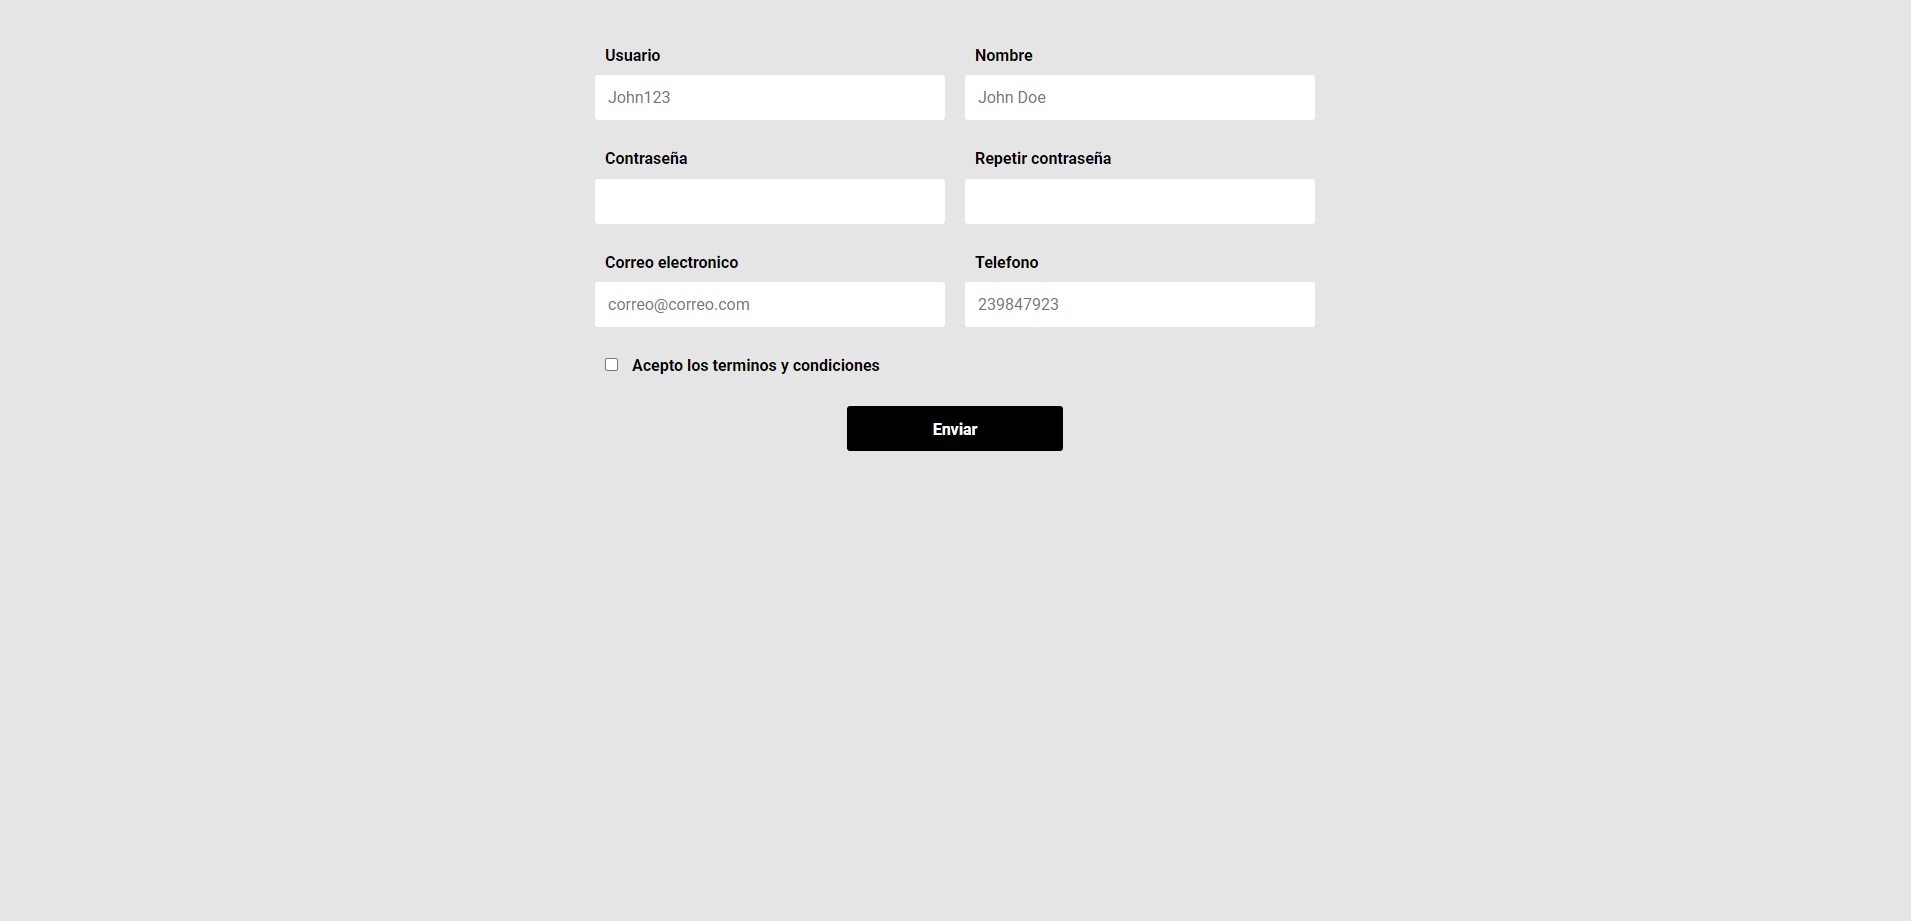 Usuario
Nombre
John123
John Doe
Contraseña
Repetir contraseña
Correo electronico
Telefono
correo@correo.com
239847923
Acepto los terminos y condiciones
Enviar